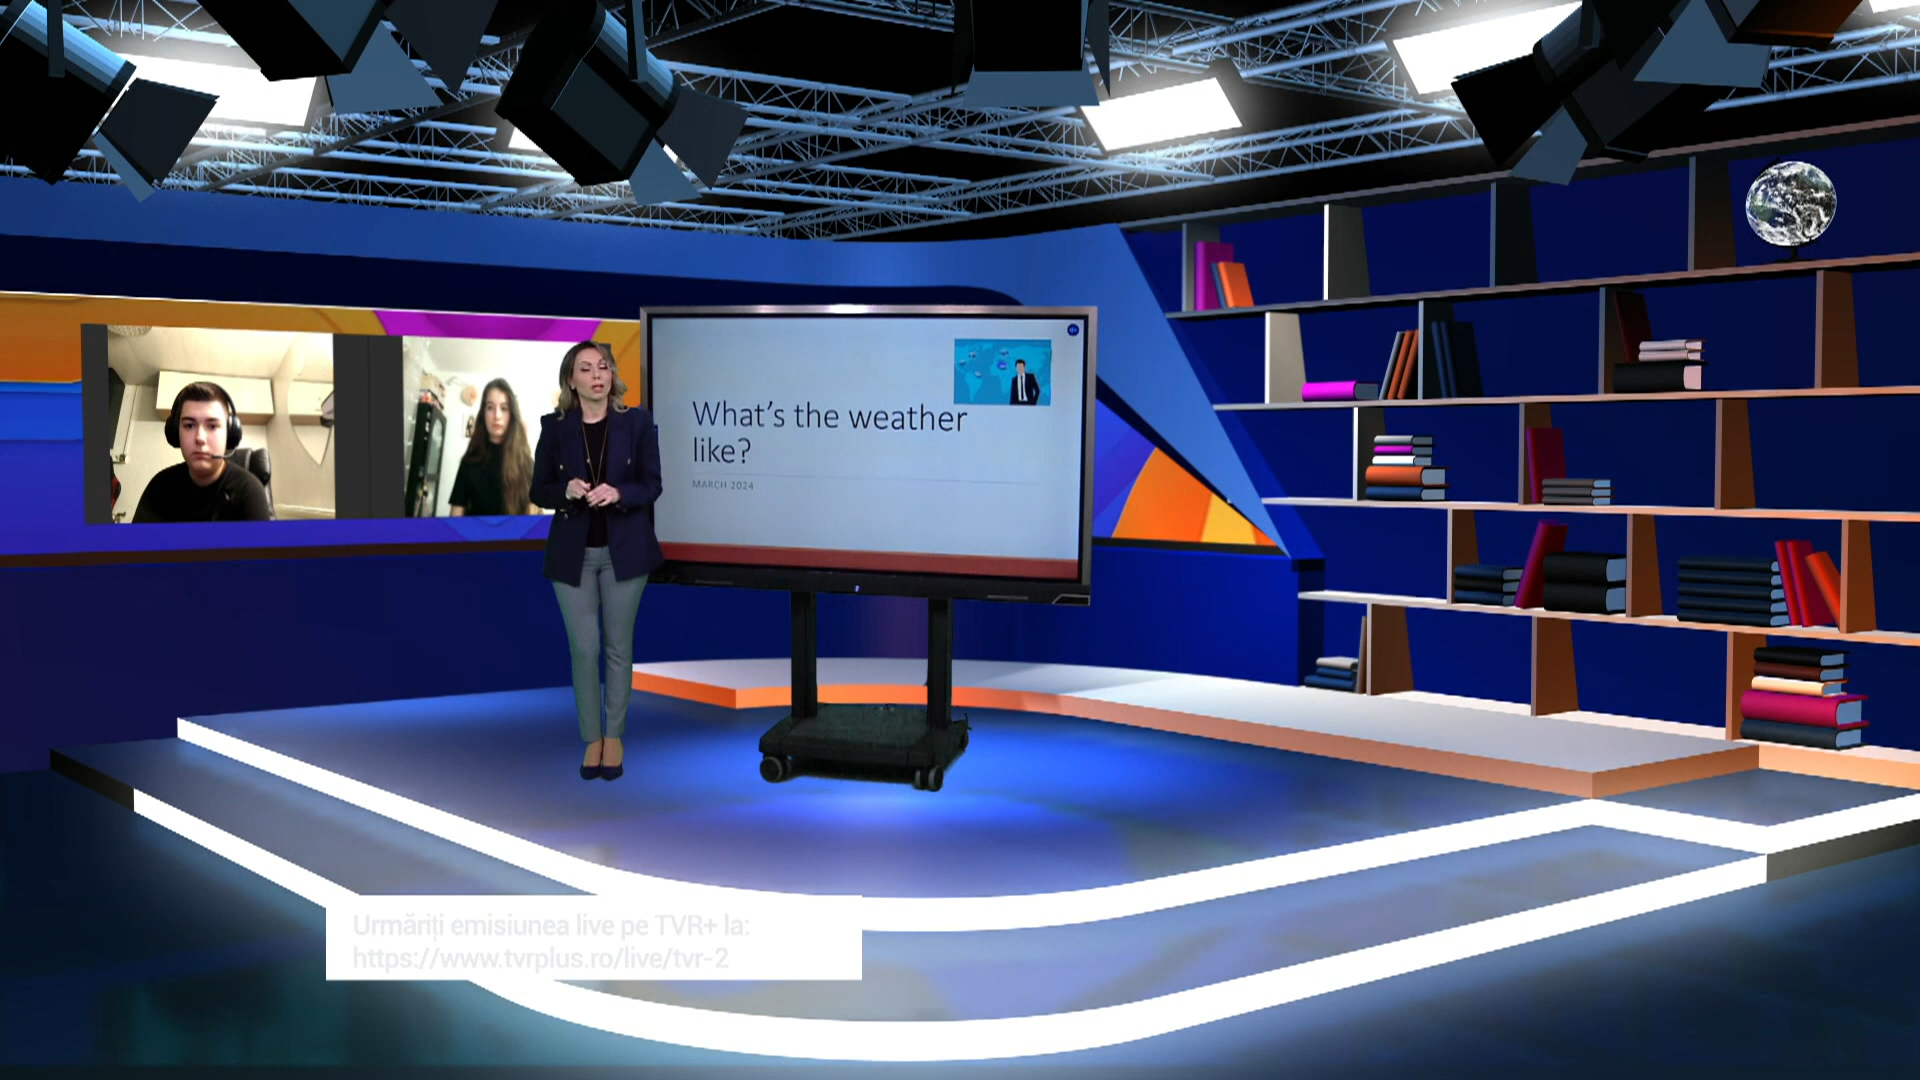 What's the weather
like?
MARCH 2024
Urmăriți emisiunea live pe TVR+ la:
https://www.tvrplus.ro/live/tvr-2